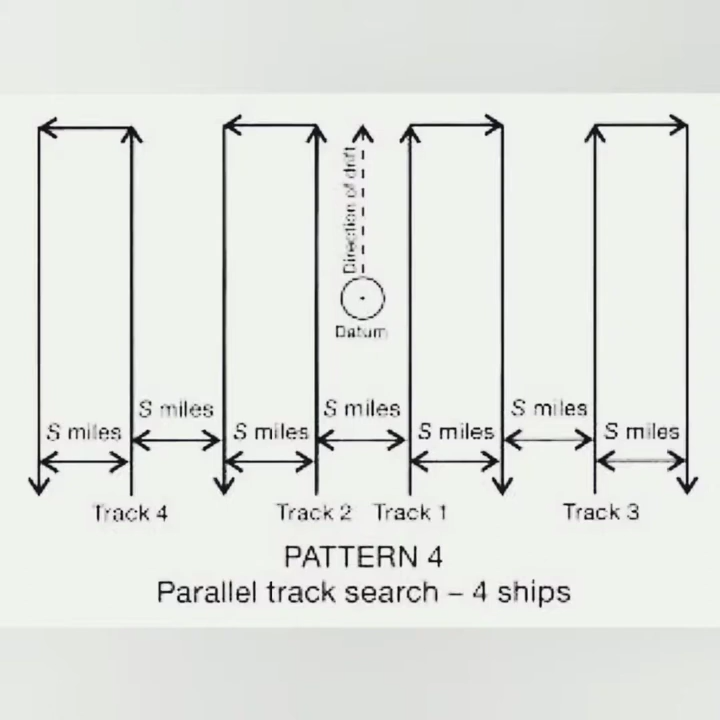 Direction of drift
Datum
S miles
S miles
S miles
S miles
S miles
S miles
S miles
Track 4
Track 2
Track 1
Track 3
PATTERN 4
Parallel track search – 4 ships